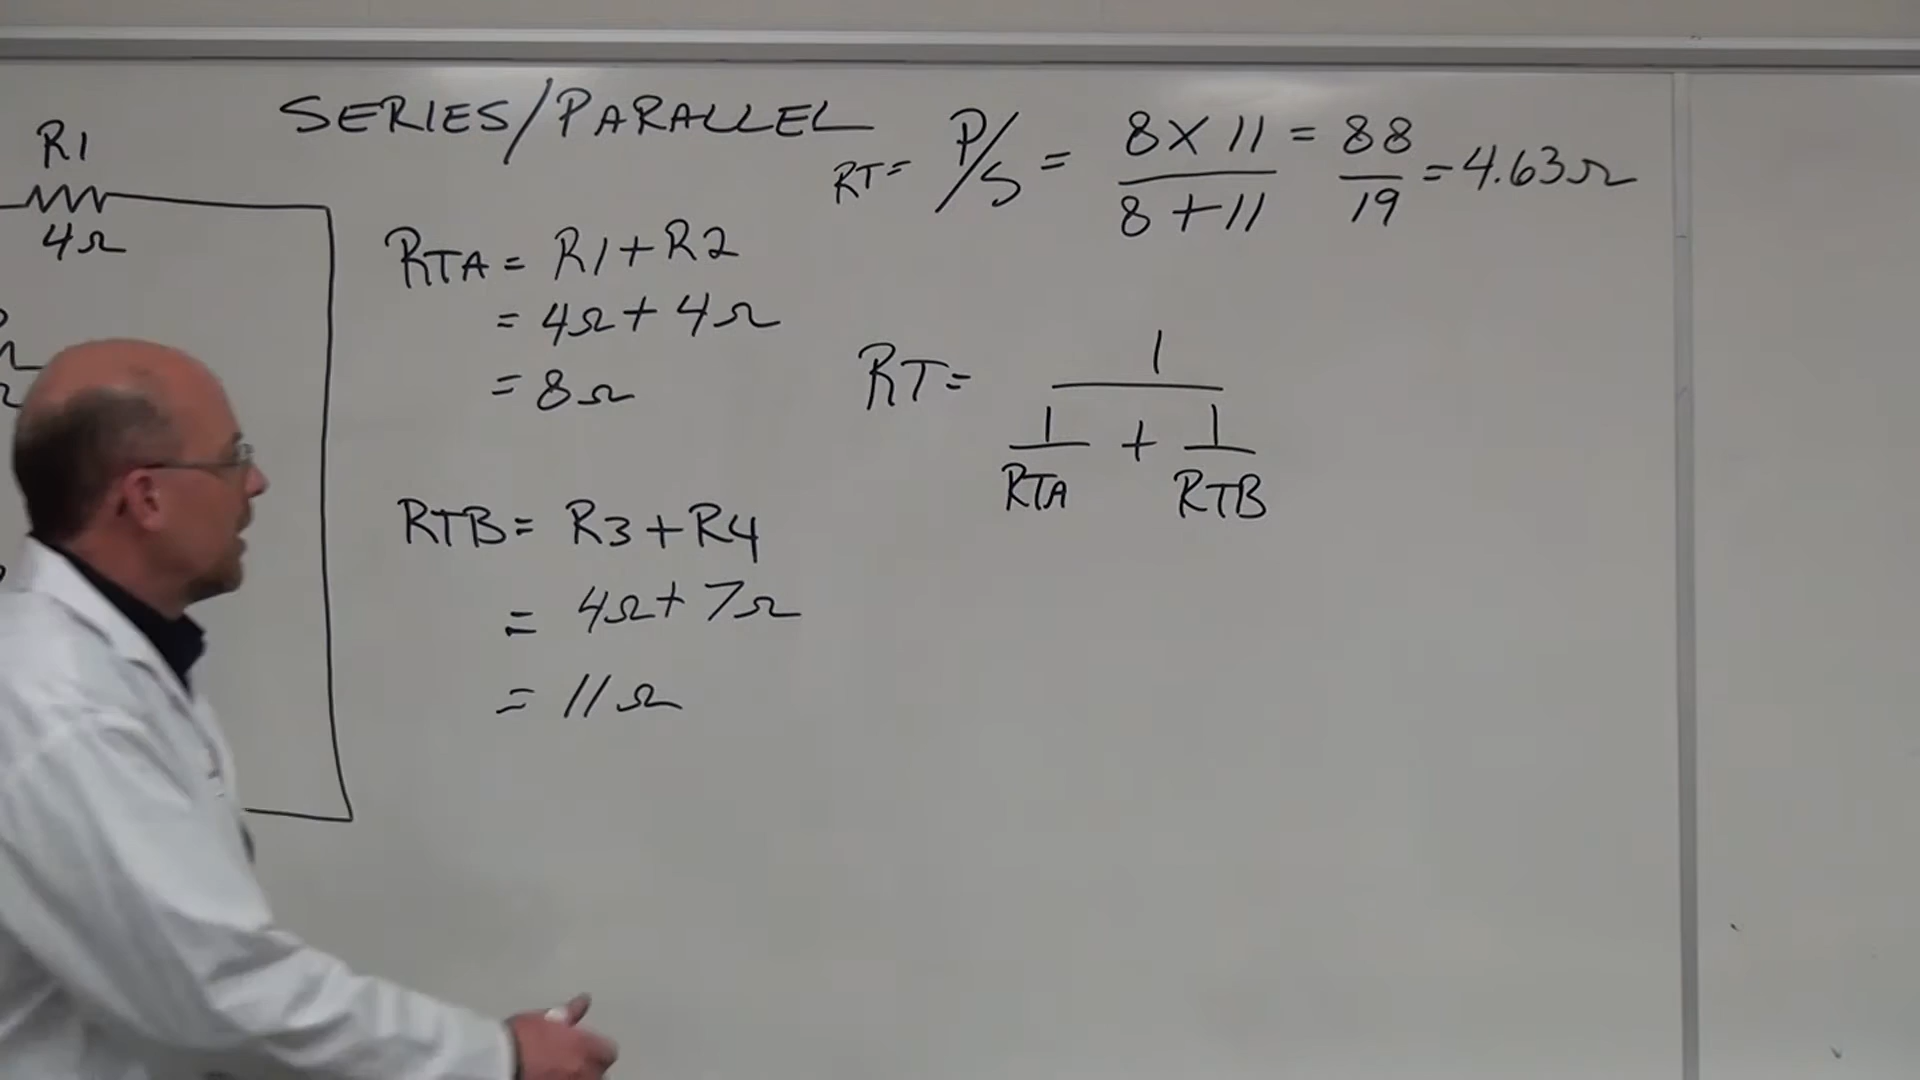 SERIES/PARALLEL
R1
4Ω
RTA = R1 + R2
= 4Ω + 4Ω
= 8Ω
RTB = R3 + R4
= 4Ω + 7Ω
= 11Ω
RT = P/S = 8 X 11 / 8 + 11 = 88 / 19 = 4.63Ω
RT = 1
1 / RTA + 1 / RTB